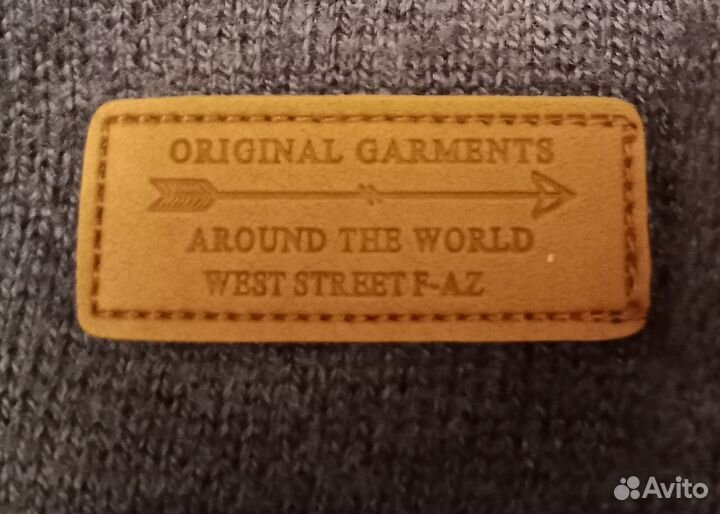 ORIGINAL GARMENTS
AROUND THE WORLD
WEST STREET F-AZ
Avito